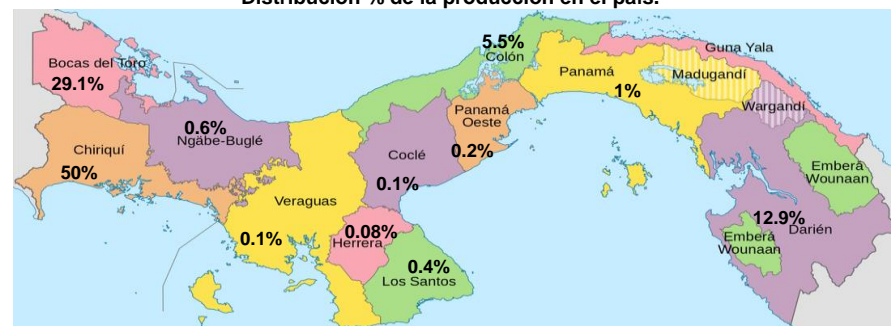 Distribución % de la producción en el país.
Bocas del Toro
29.1%
5.5%
Colón
Guna Yala
Panamá
Madugandí
1%
Wargandí
0.6%
Ngäbe-Buglé
Panamá
Oeste
0.2%
Chiriquí
50%
Coclé
0.1%
Emberá
Wounaan
Veraguas
0.1%
0.08%
Herrera
12.9%
Darién
Emberá
Wounaan
0.4%
Los Santos